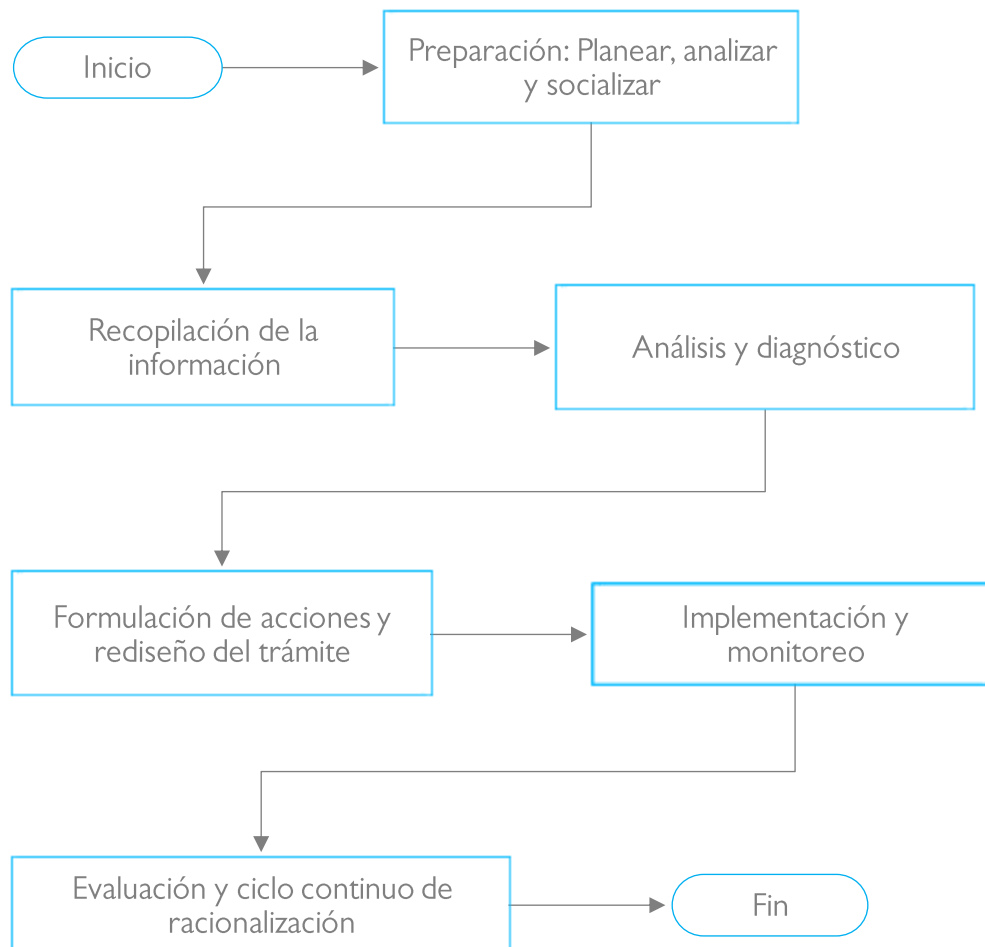 Inicio
Preparación: Planear, analizar
y socializar
Recopilación de la
información
Análisis y diagnóstico
Formulación de acciones y
rediseño del trámite
Implementación y
monitoreo
Evaluación y ciclo continuo de
racionalización
Fin